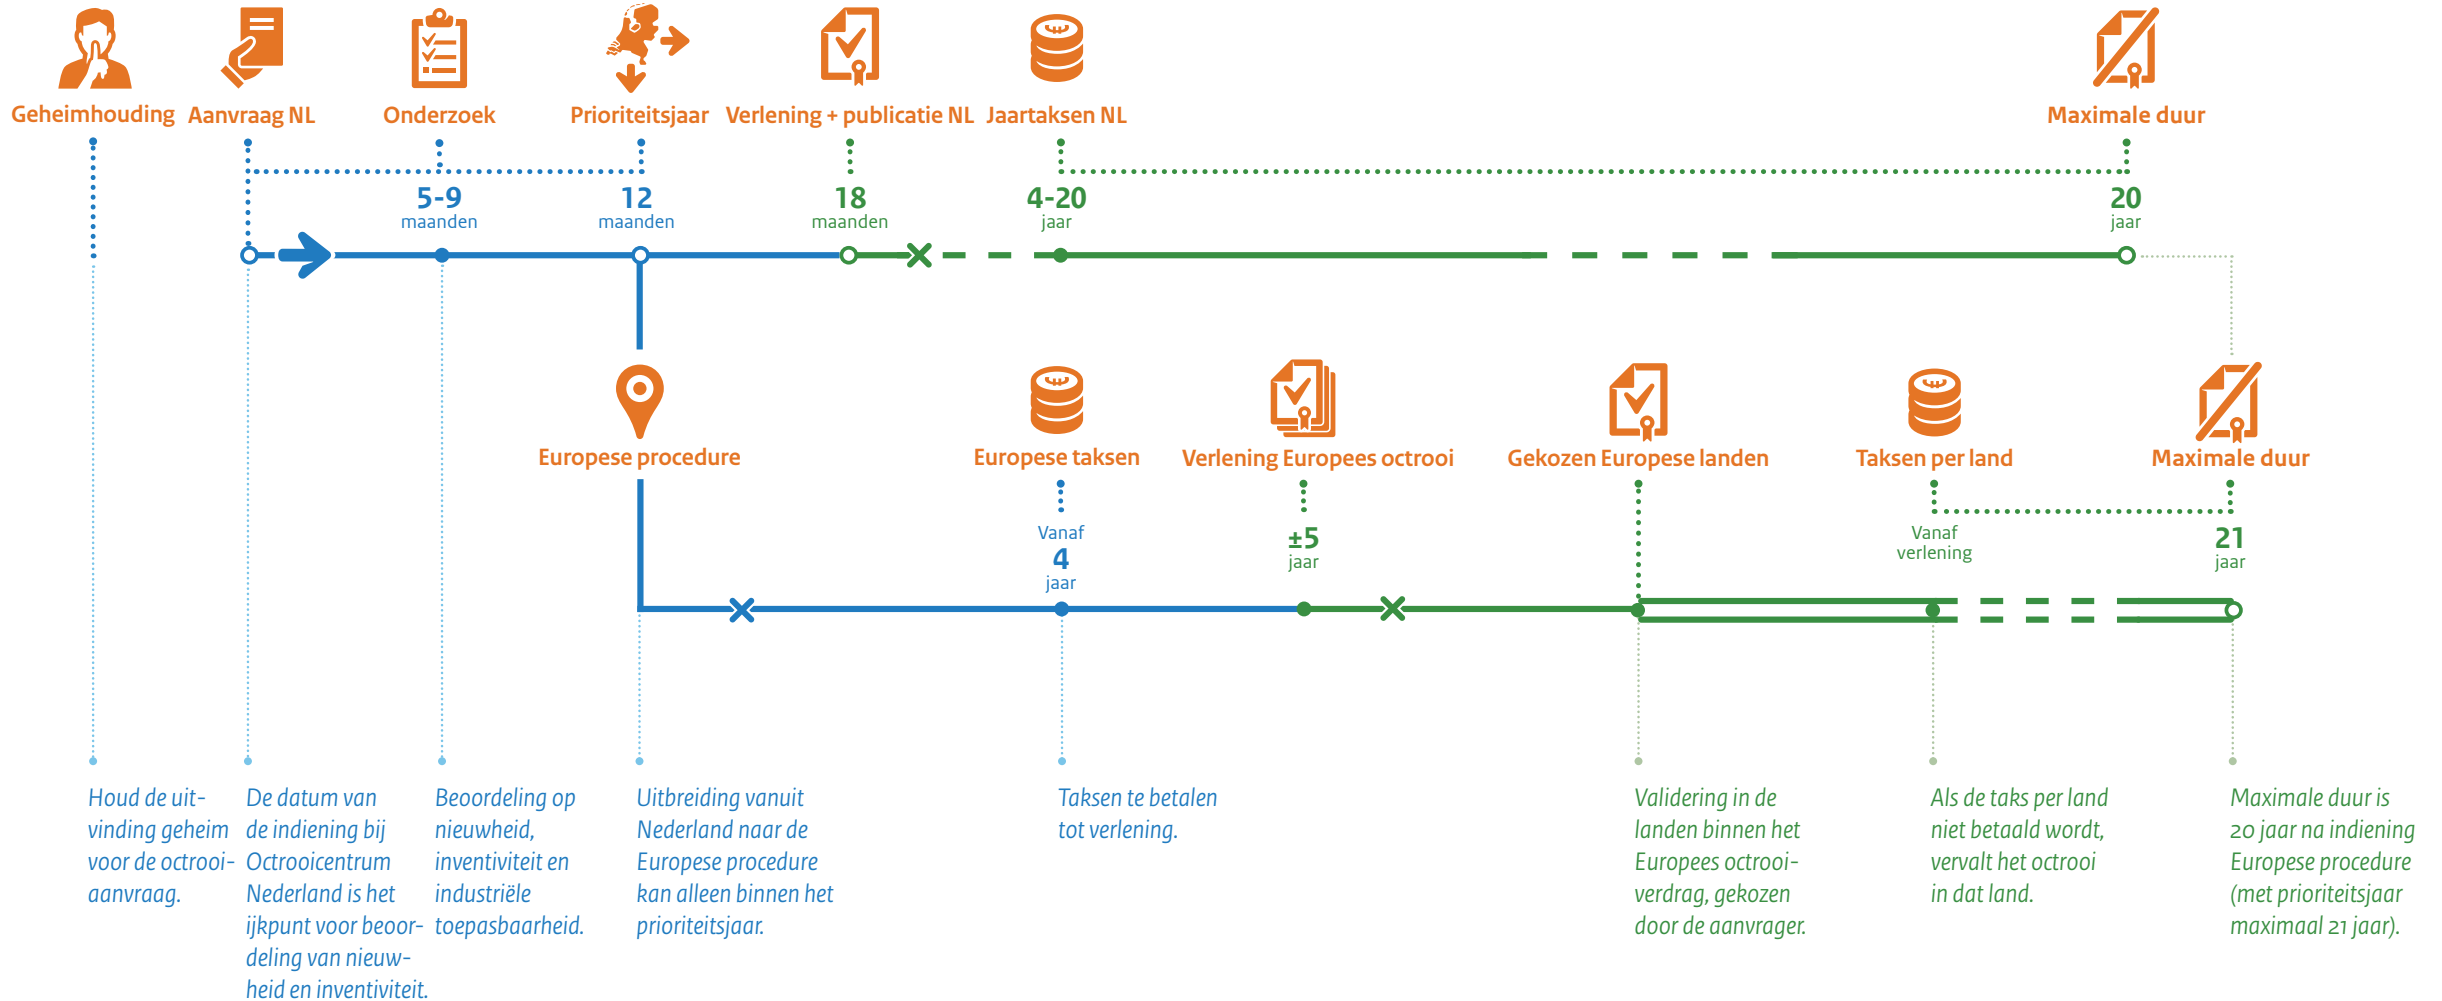 Geheimhouding
Aanvraag NL
Onderzoek
Prioriteitsjaar
Verlening + publicatie NL
Jaartaksen NL
Maximale duur
5-9
maanden
12
maanden
18
maanden
4-20
jaar
20
jaar
Europese procedure
Europese taksen
Verlening Europees octrooi
Gekozen Europese landen
Taksen per land
Maximale duur
Vanaf
4
jaar
±5
jaar
Vanaf
verlening
21
jaar
Houd de uit-
vinding geheim
voor de octrooi-
aanvraag.
De datum van
de indiening bij
Octrooicentrum
Nederland is het
ijkpunt voor beoor-
deling van nieuw-
heid en inventiviteit.
Beoordeling op
nieuwheid,
inventiviteit en
industriële
toepasbaarheid.
Uitbreiding vanuit
Nederland naar de
Europese procedure
kan alleen binnen het
prioriteitsjaar.
Taksen te betalen
tot verlening.
Validering in de
landen binnen het
Europees octrooi-
verdrag, gekozen
door de aanvrager.
Als de taks per land
niet betaald wordt,
vervalt het octrooi
in dat land.
Maximale duur is
20 jaar na indiening
Europese procedure
(met prioriteitsjaar
maximaal 21 jaar).